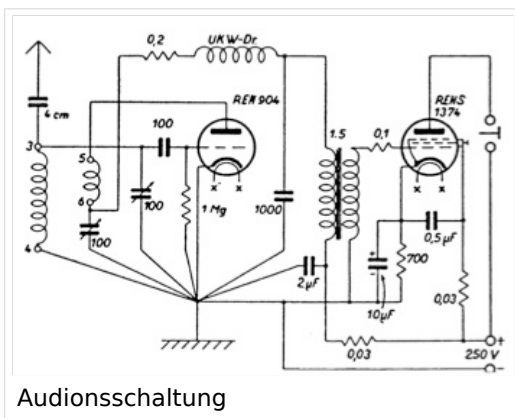 0,2
UKW-Dr
REN 904
RENS
1374
4 cm
3
5
100
1.5
0,1
6
100
1 Mg
1000
x
x
x
x
4
100
2 µF
0,5 µF
700
10 µF
0,03
0,03
250 V
+
-
+
-
Audionsschaltung